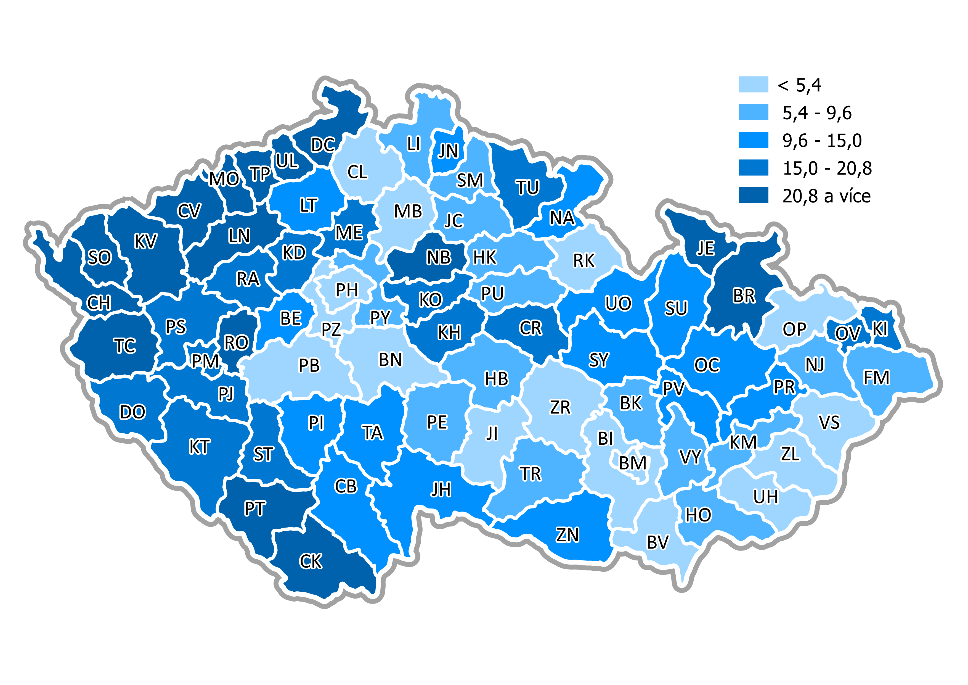 < 5,4
5,4 - 9,6
9,6 - 15,0
15,0 - 20,8
20,8 a více
DC
LI
JN
UL
TP
MO
CL
SM
TU
CV
LT
MB
JC
NA
ME
LN
KV
SO
KD
NB
HK
RK
JE
RA
PH
KO
PU
BR
CH
UO
SU
PS
BE
PY
PZ
KH
CR
OP
OV
KI
TC
RO
PM
PB
BN
SY
OC
NJ
FM
HB
PJ
PV
PR
DO
ZR
BK
PI
TA
PE
JI
BI
VS
KT
ST
KM
ZL
BM
VY
TR
CB
JH
UH
PT
HO
ZN
BV
CK